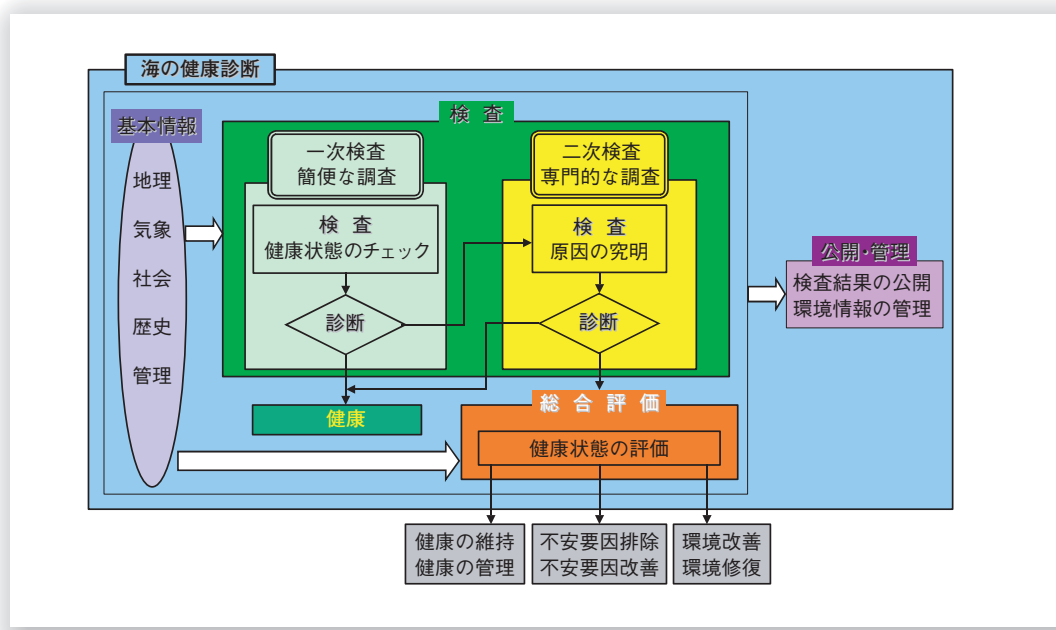 海の健康診断
基本情報
地理
気象
社会
歴史
管理
検査
一次検査
簡便な調査
検査
健康状態のチェック
診断
二次検査
専門的な調査
検査
原因の究明
診断
健康
総合評価
健康状態の評価
公開・管理
検査結果の公開
環境情報の管理
健康の維持
健康の管理
不安要因排除
不安要因改善
環境改善
環境修復